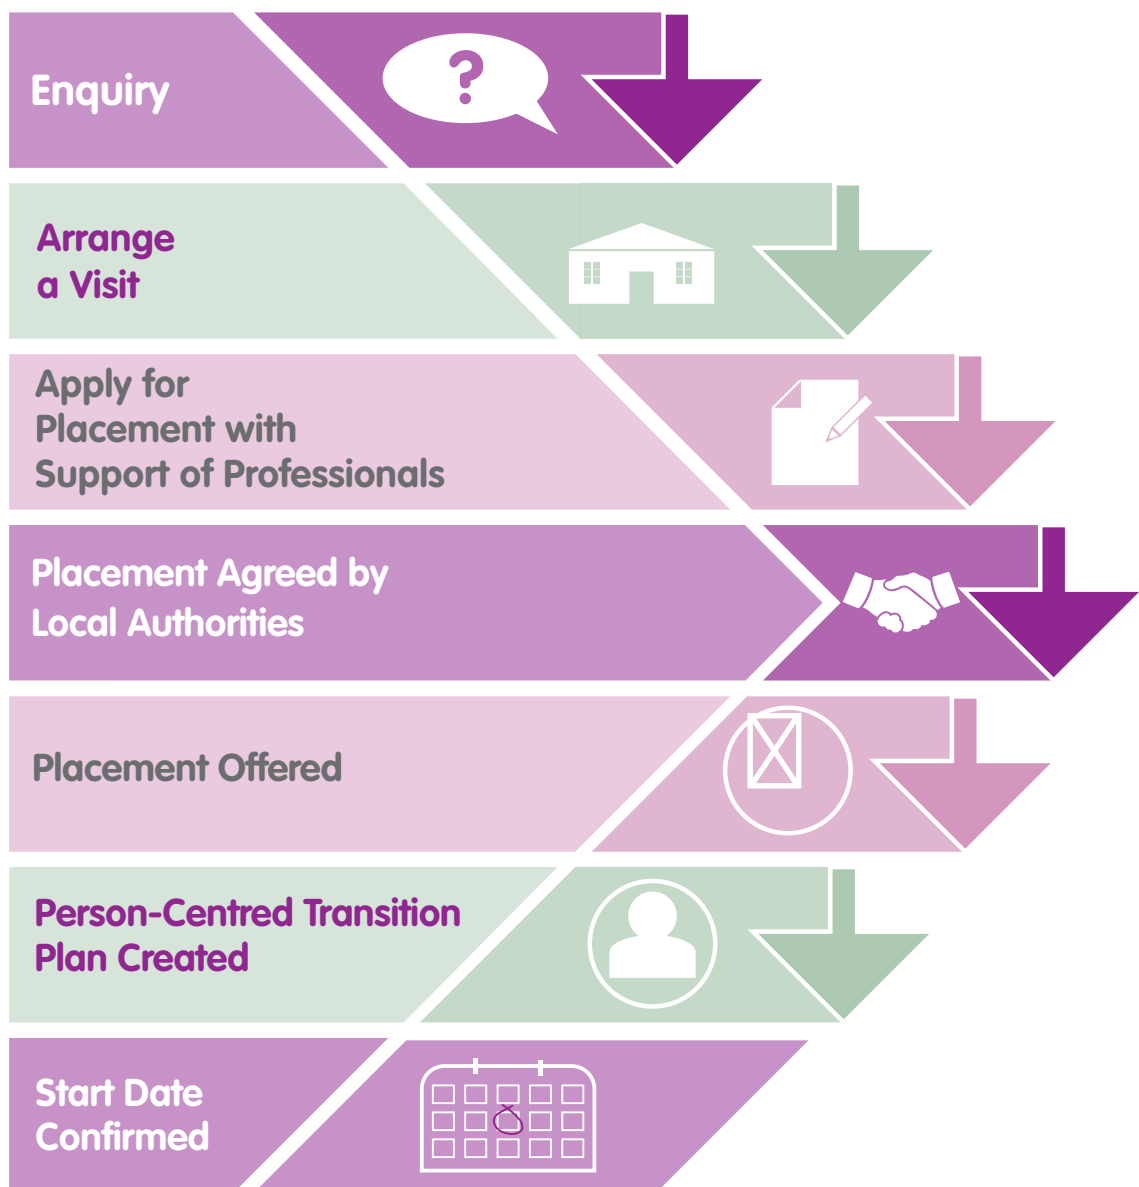 Enquiry
?
Arrange
a Visit
Apply for
Placement with
Support of Professionals
Placement Agreed by
Local Authorities
Placement Offered
Person-Centred Transition
Plan Created
Start Date
Confirmed